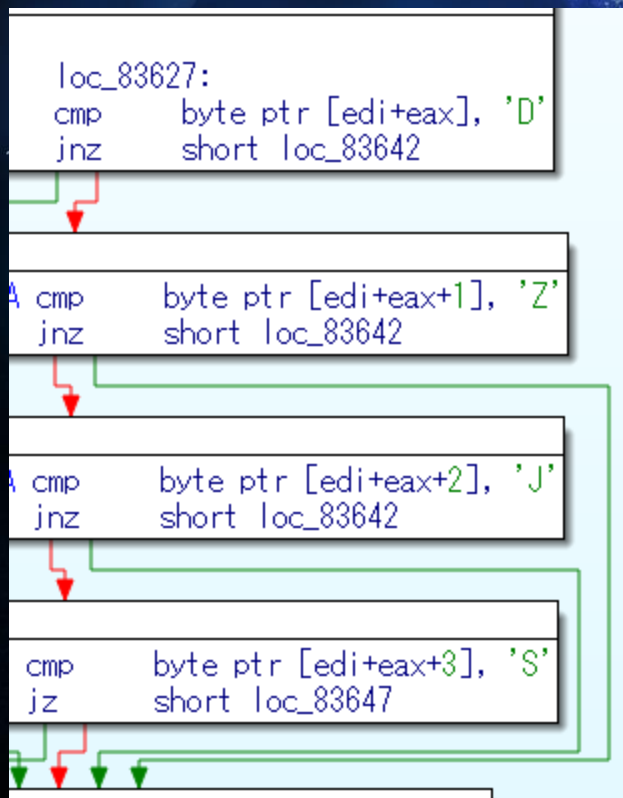 loc_83627:
cmp byte ptr [edi+eax], 'D'
jnz short loc_83642
cmp byte ptr [edi+eax+1], 'Z'
jnz short loc_83642
cmp byte ptr [edi+eax+2], 'J'
jnz short loc_83642
cmp byte ptr [edi+eax+3], 'S'
jz short loc_83647